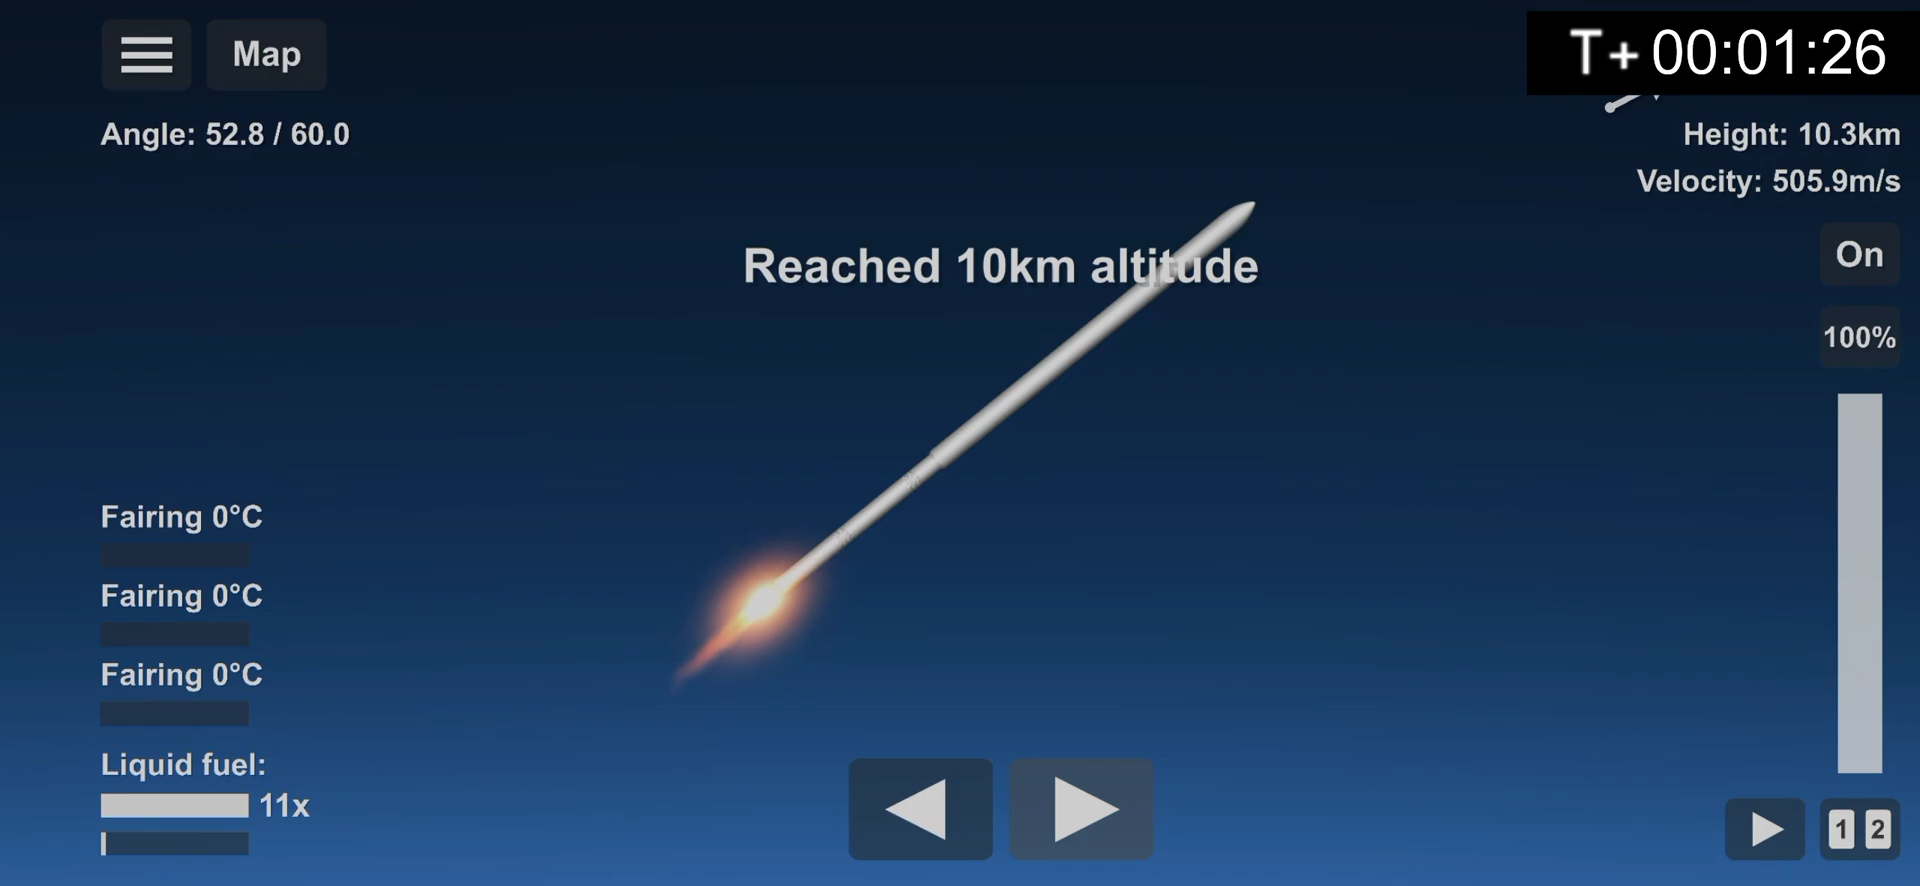 Map
T+ 00:01:26
Angle: 52.8 / 60.0
Height: 10.3km
Velocity: 505.9m/s
Reached 10km altitude
On
100%
Fairing 0°C
Fairing 0°C
Fairing 0°C
Liquid fuel:
11x
1 2